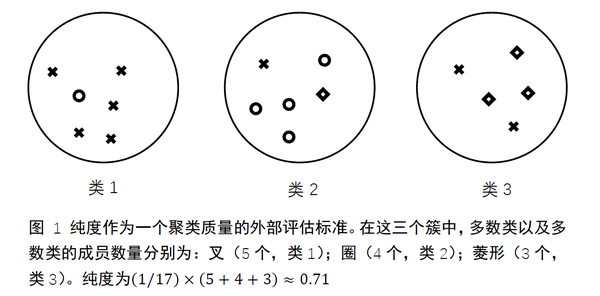 类1 类2 类3
图 1 纯度作为一个聚类质量的外部评估标准。在这三个簇中，多数类以及多
数类的成员数量分别为：叉（5个，类1）；圈（4个，类2）；菱形（3个，
类3）。纯度为(1/17) × (5 + 4 + 3) ≈ 0.71